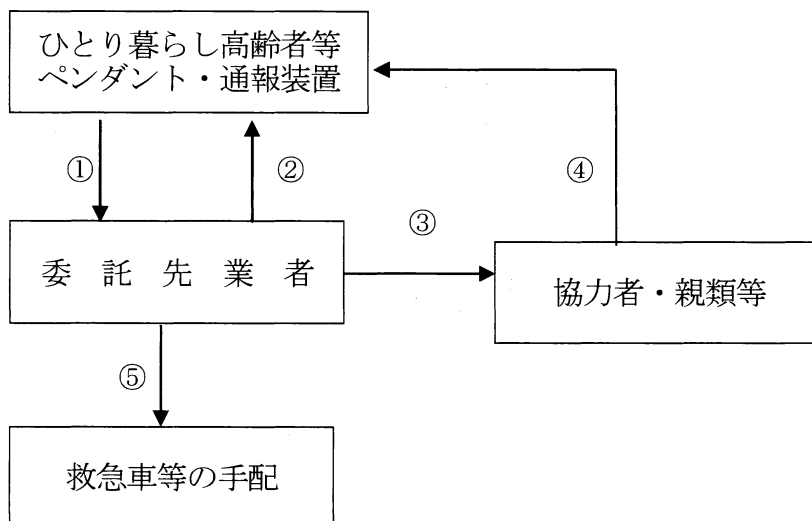 ひとり暮らし高齢者等
ペンダント・通報装置
①
②
④
③
委託先業者
協力者・親類等
⑤
救急車等の手配